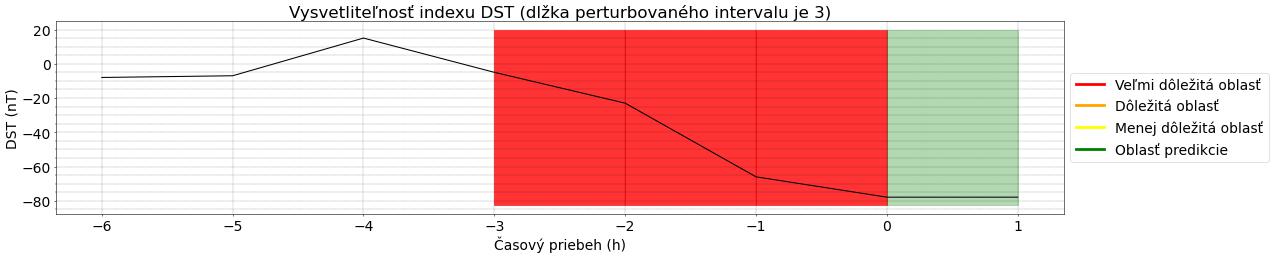 Vysvetliteľnosť indexu DST (dĺžka perturbovaného intervalu je 3)
20
0
−20
−40
−60
−80
DST (nT)
−6 −5 −4 −3 −2 −1 0 1
Časový priebeh (h)
Veľmi dôležitá oblasť
Dôležitá oblasť
Menej dôležitá oblasť
Oblasť predikcie